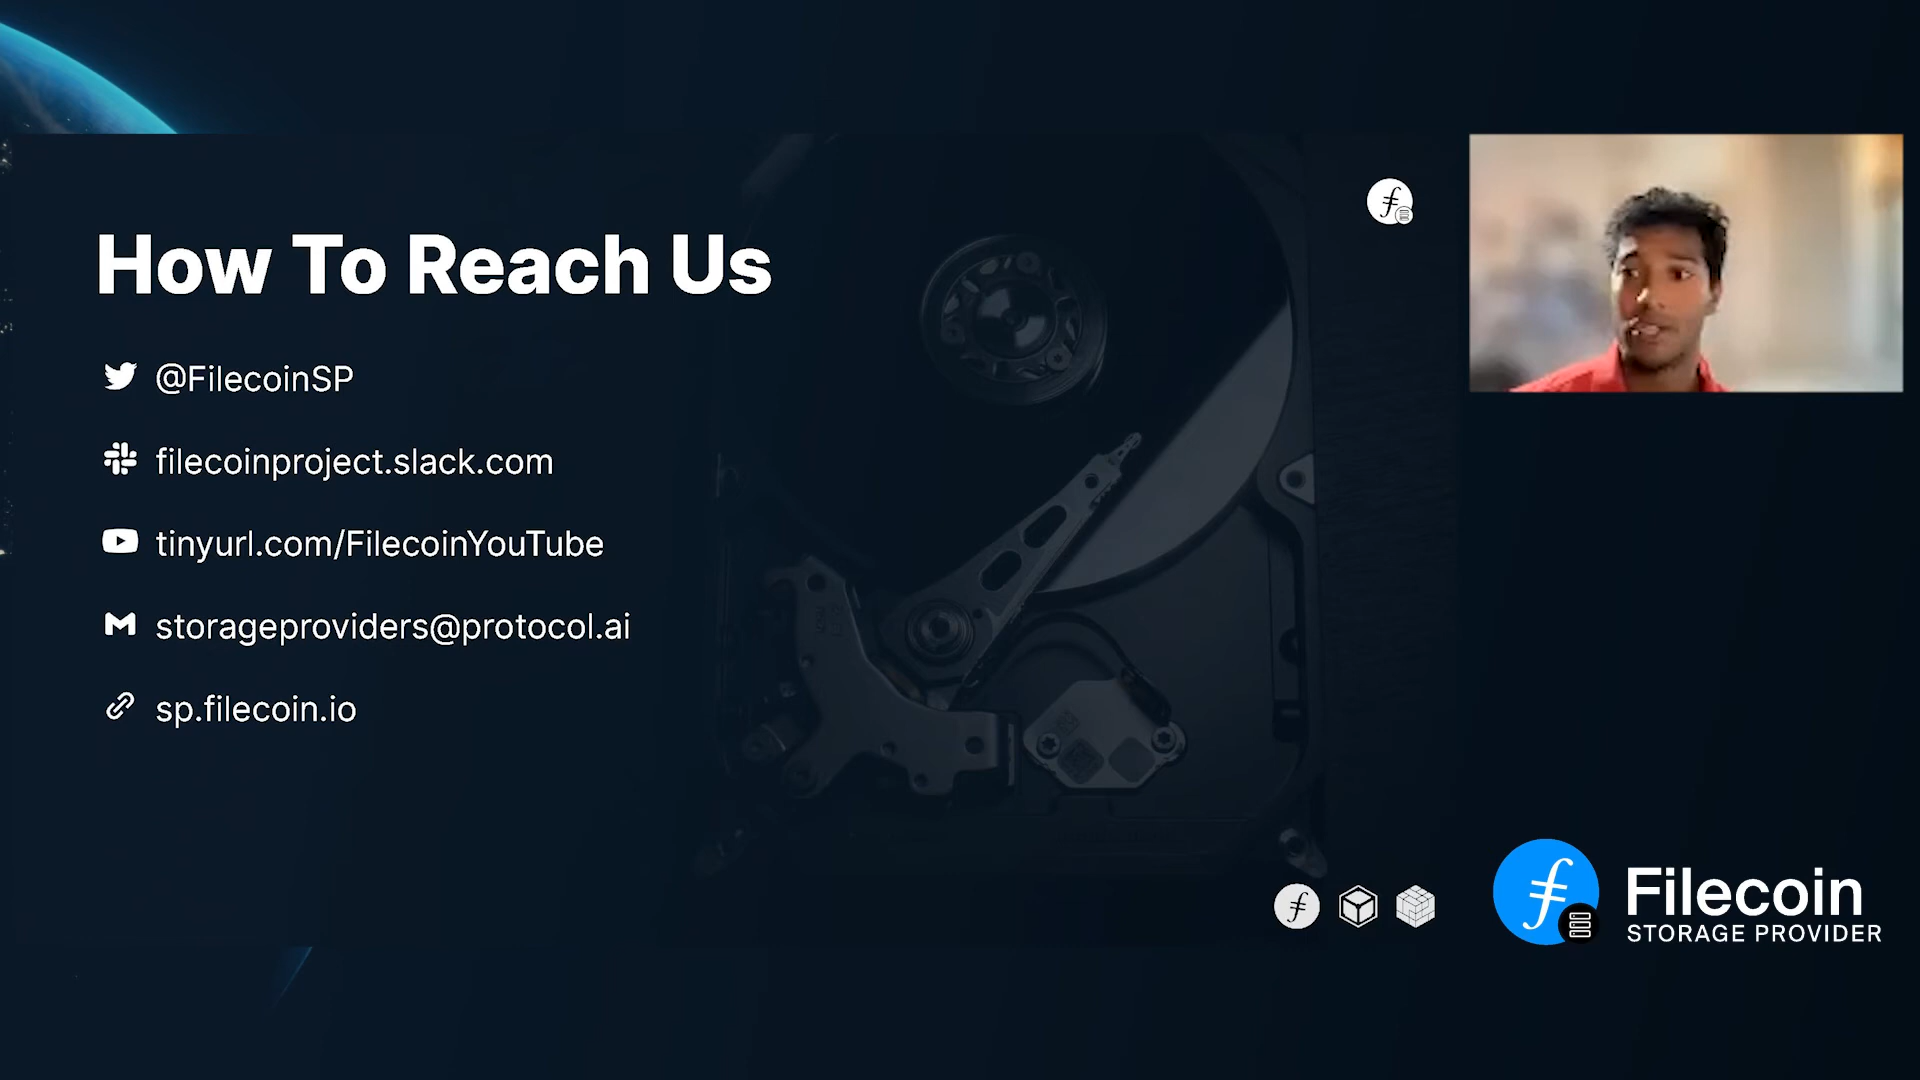 How To Reach Us
@FilecoinSP
filecoinproject.slack.com
tinyurl.com/FilecoinYouTube
storageproviders@protocol.ai
sp.filecoin.io
Filecoin
STORAGE PROVIDER